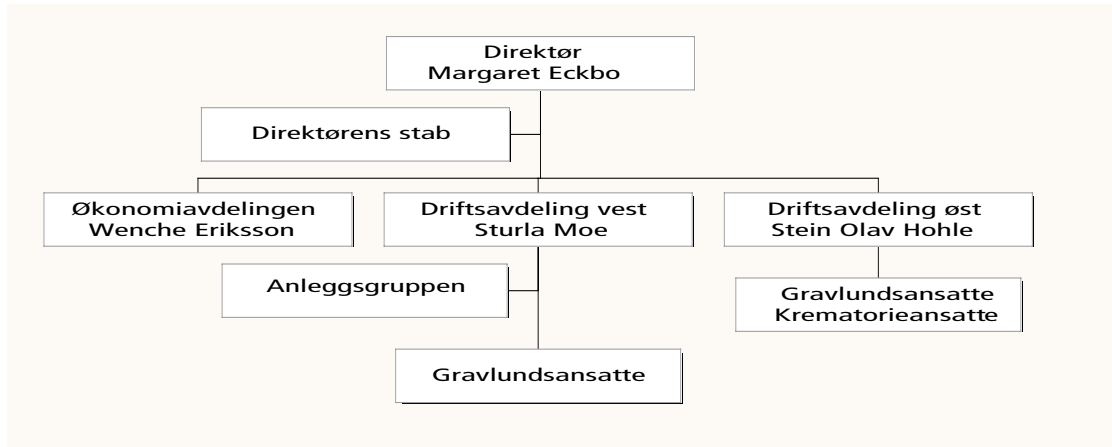 Direktør
Margaret Eckbo
Direktørens stab
Økonomiavdelingen
Wenche Eriksson
Driftsavdeling vest
Sturla Moe
Driftsavdeling øst
Stein Olav Hohle
Anleggsgruppen
Gravlundsansatte
Krematorieansatte
Gravlundsansatte